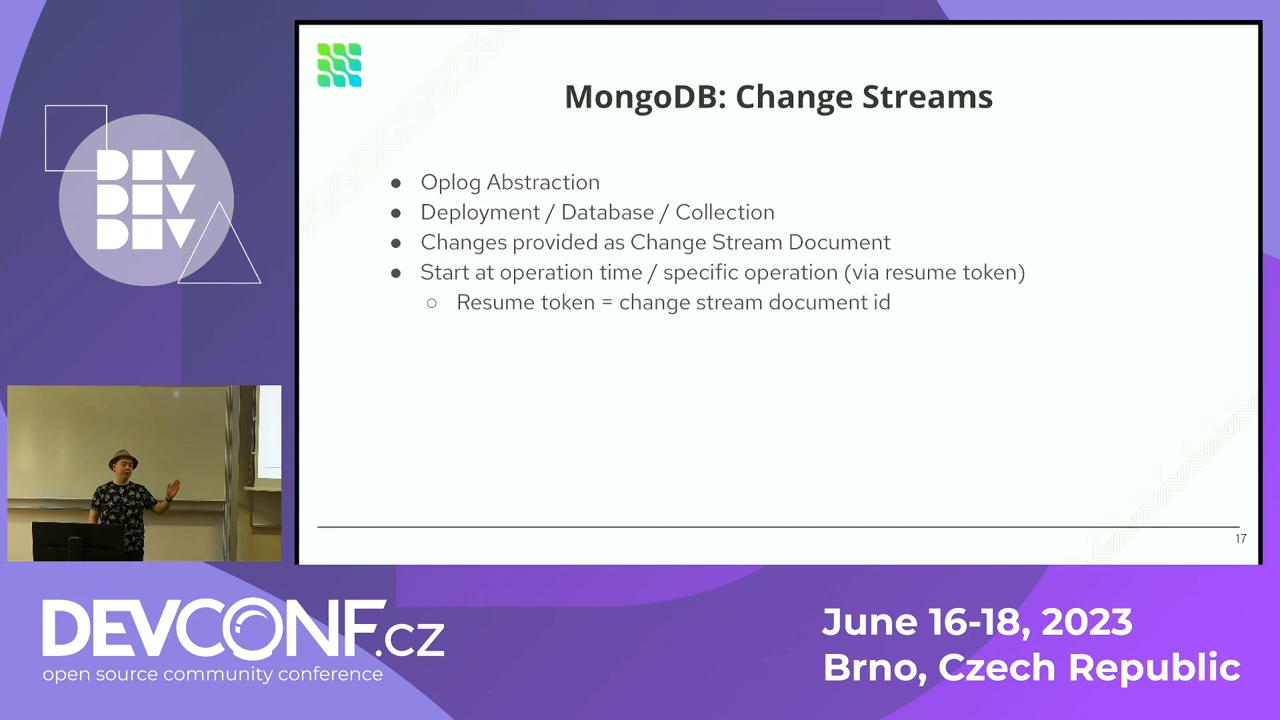 MongoDB: Change Streams
● Oplog Abstraction
● Deployment / Database / Collection
● Changes provided as Change Stream Document
● Start at operation time / specific operation (via resume token)
○ Resume token = change stream document id
17
DEV
DEV
DEV
DEVCONF.cz
open source community conference
June 16-18, 2023
Brno, Czech Republic